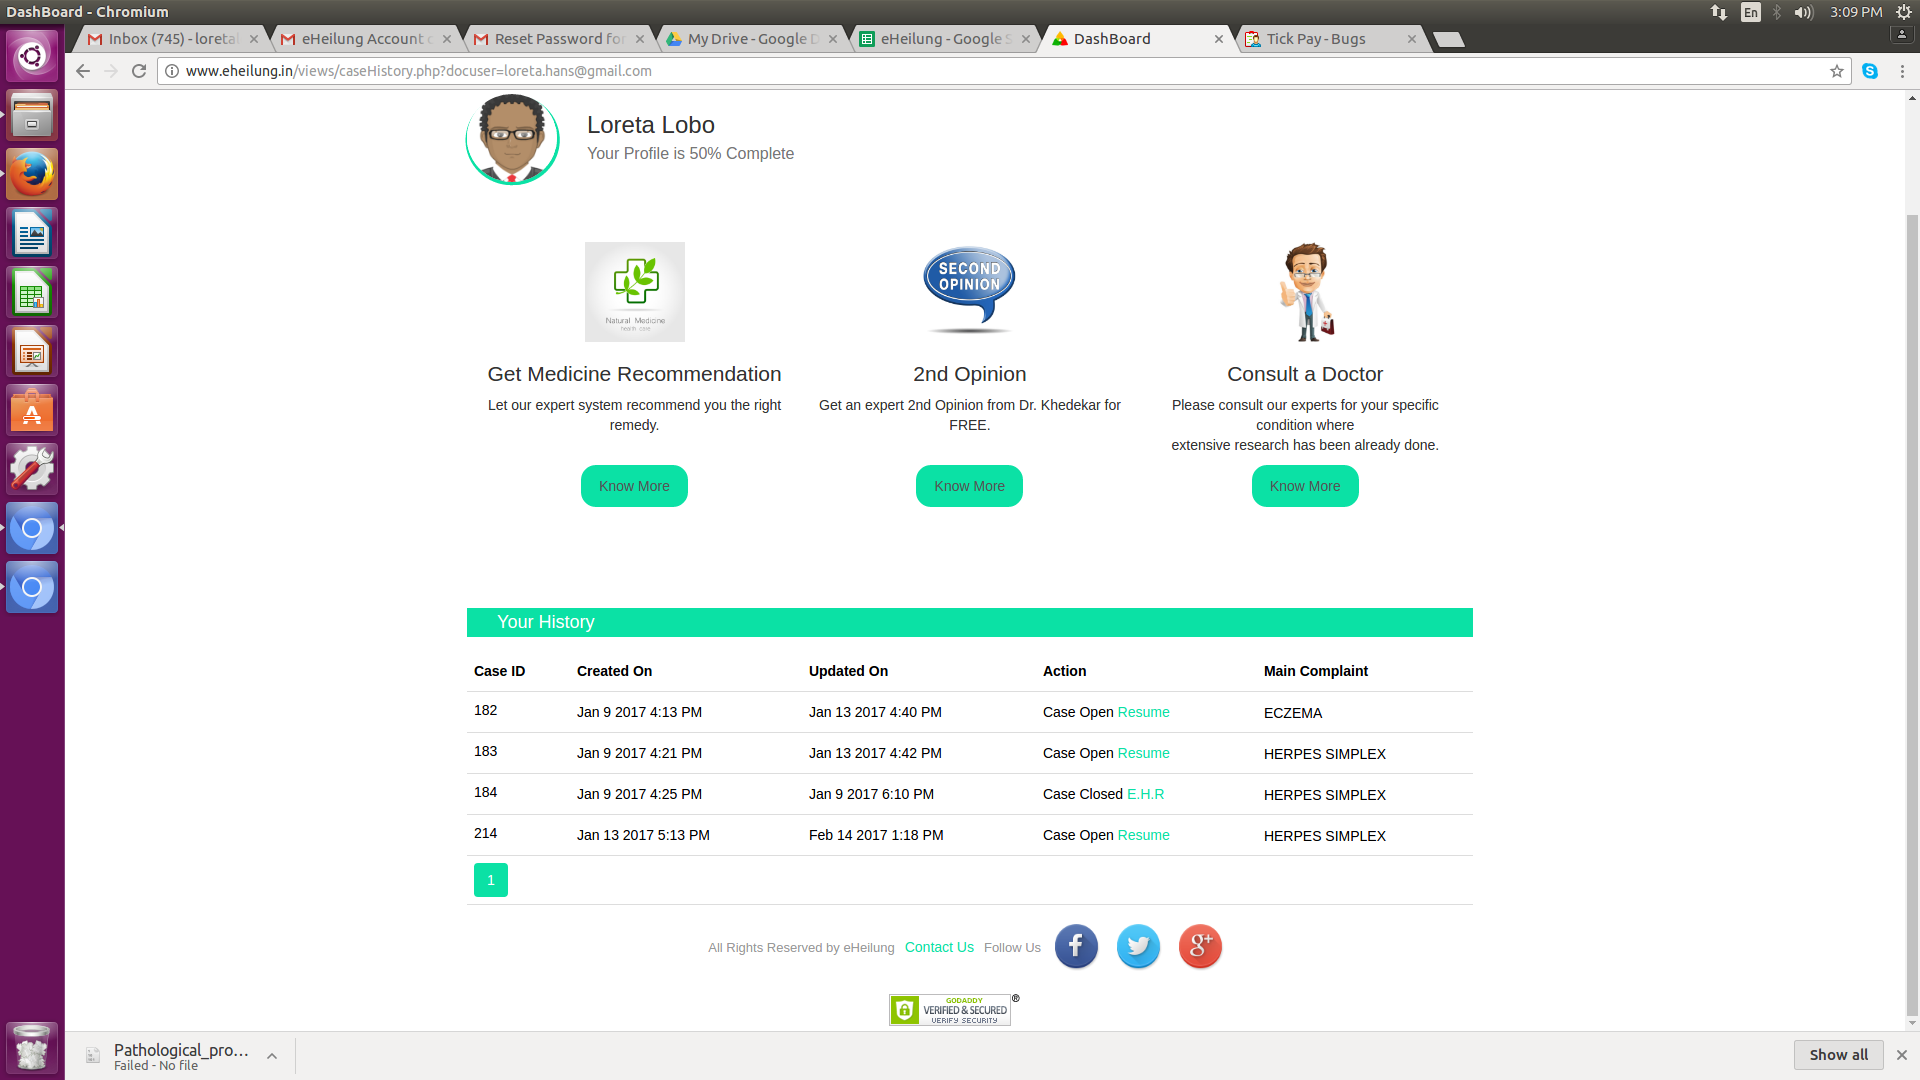 DashBoard - Chromium
En
3:09 PM
Inbox (745) - loretal
eHeilung Account
Reset Password for
My Drive - Google D
eHeilung - Google S
DashBoard
Tick Pay - Bugs
www.eheilung.in/views/caseHistory.php?docuser=loreta.hans@gmail.com
Loreta Lobo
Your Profile is 50% Complete
Natural Medicine
health care
SECOND
OPINION
Get Medicine Recommendation
2nd Opinion
Consult a Doctor
Let our expert system recommend you the right
remedy.
Get an expert 2nd Opinion from Dr. Khedekar for
FREE.
Please consult our experts for your specific
condition where
extensive research has been already done.
Know More
Know More
Know More
Your History
Case ID Created On Updated On Action Main Complaint
182 Jan 9 2017 4:13 PM Jan 13 2017 4:40 PM Case Open Resume ECZEMA
183 Jan 9 2017 4:21 PM Jan 13 2017 4:42 PM Case Open Resume HERPES SIMPLEX
184 Jan 9 2017 4:25 PM Jan 9 2017 6:10 PM Case Closed E.H.R HERPES SIMPLEX
214 Jan 13 2017 5:13 PM Feb 14 2017 1:18 PM Case Open Resume HERPES SIMPLEX
1
All Rights Reserved by eHeilung Contact Us Follow Us
f
g+
GODADDY
VERIFIED & SECURED
VERIFY SECURITY
®
Pathological_pro...
Failed - No file
Show all